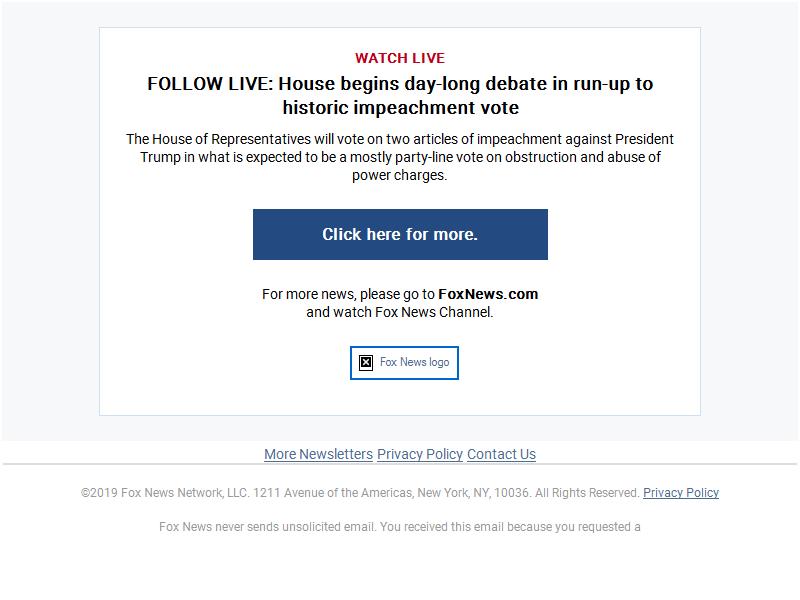 WATCH LIVE
FOLLOW LIVE: House begins day-long debate in run-up to
historic impeachment vote
The House of Representatives will vote on two articles of impeachment against President
Trump in what is expected to be a mostly party-line vote on obstruction and abuse of
power charges.
Click here for more.
For more news, please go to FoxNews.com
and watch Fox News Channel.
Fox News logo
More Newsletters Privacy Policy Contact Us
©2019 Fox News Network, LLC. 1211 Avenue of the Americas, New York, NY, 10036. All Rights Reserved. Privacy Policy
Fox News never sends unsolicited email. You received this email because you requested a